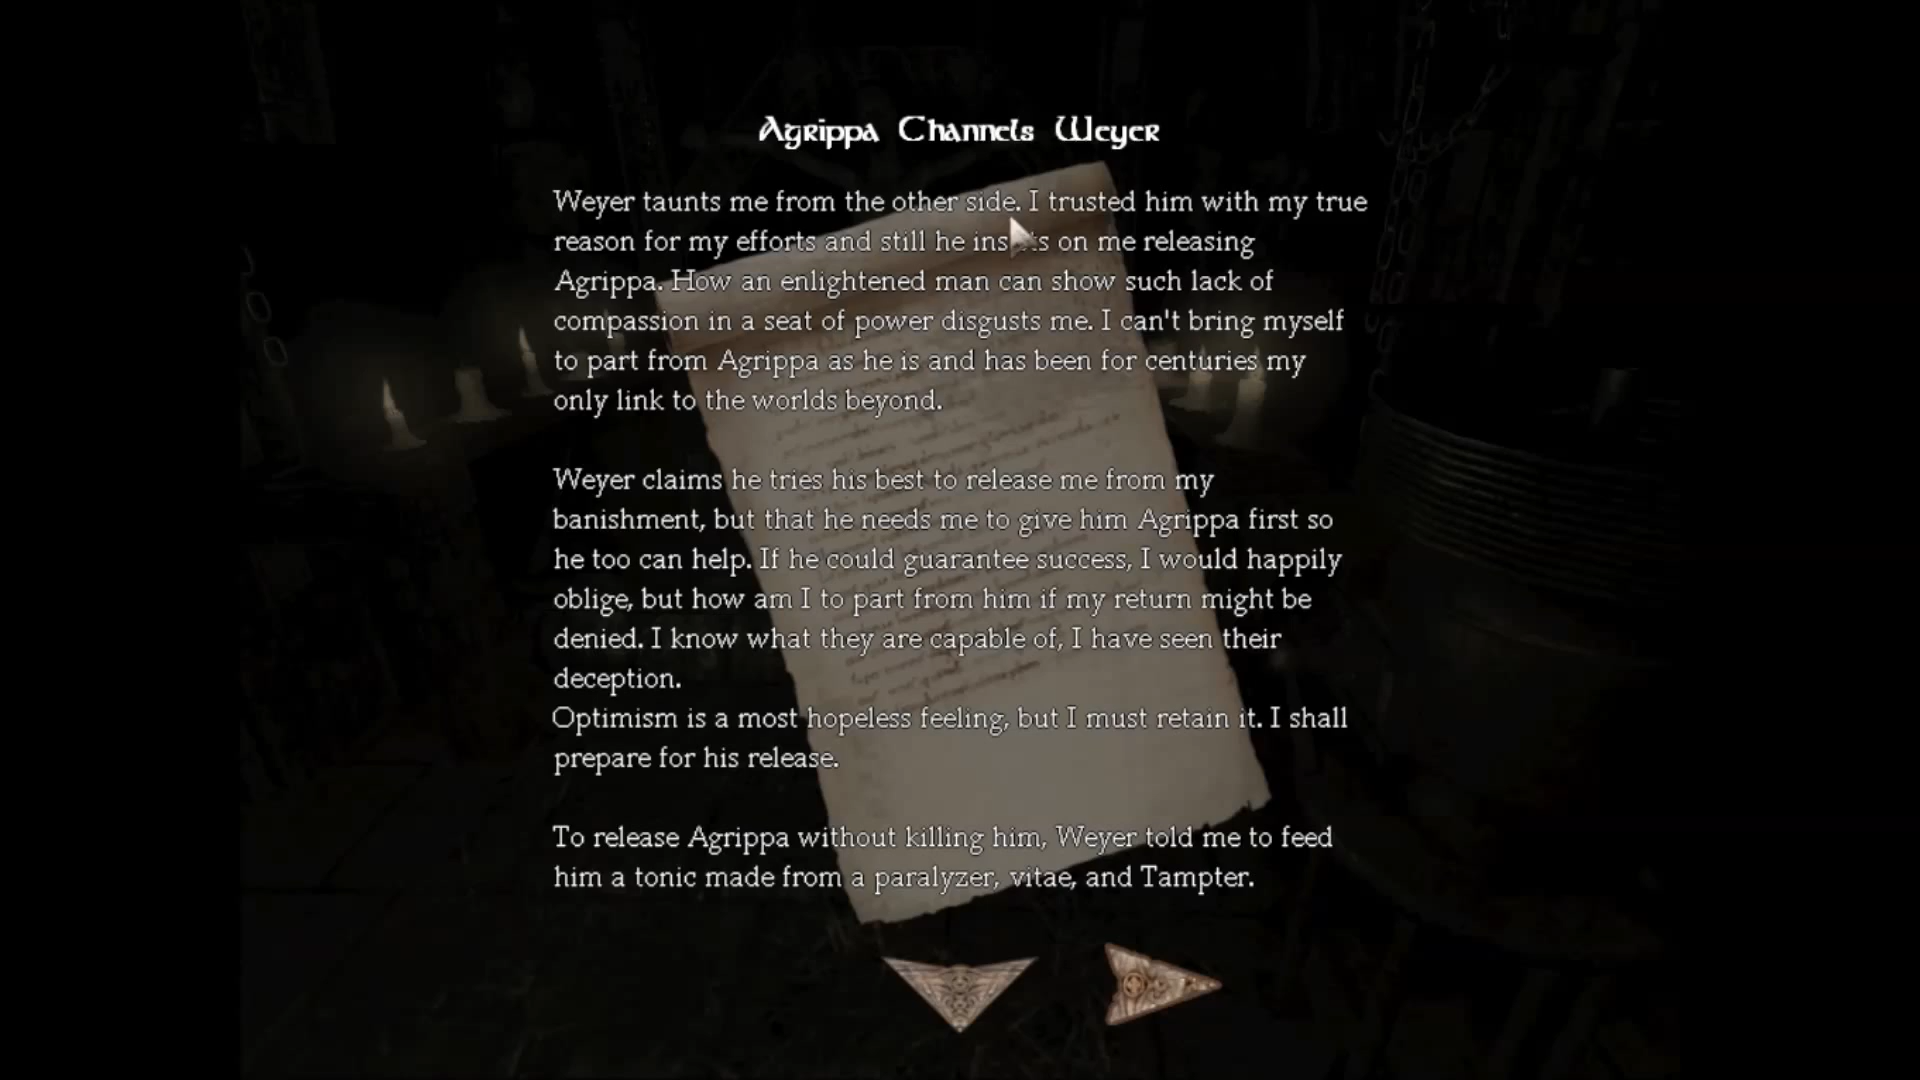 Agrippa Channels Weyer
Weyer taunts me from the other side. I trusted him with my true
reason for my efforts and still he on me releasing
Agrippa. How an enlightened man can show such lack of
compassion in a seat of power disgusts me. I can't bring myself
to part from Agrippa as he is and has been for centuries my
only link to the worlds beyond.
Weyer claims he tries his best to release me from my
banishment, but that he needs me to give him Agrippa first so
he too can help. If he could guarantee success, I would happily
oblige, but how am I to part from him if my return might be
denied. I know what they are capable of, I have seen their
deception.
Optimism is a most hopeless feeling, but I must retain it. I shall
prepare for his release.
To release Agrippa without killing him, Weyer told me to feed
him a tonic made from a paralyzer, vitae, and Tampter.